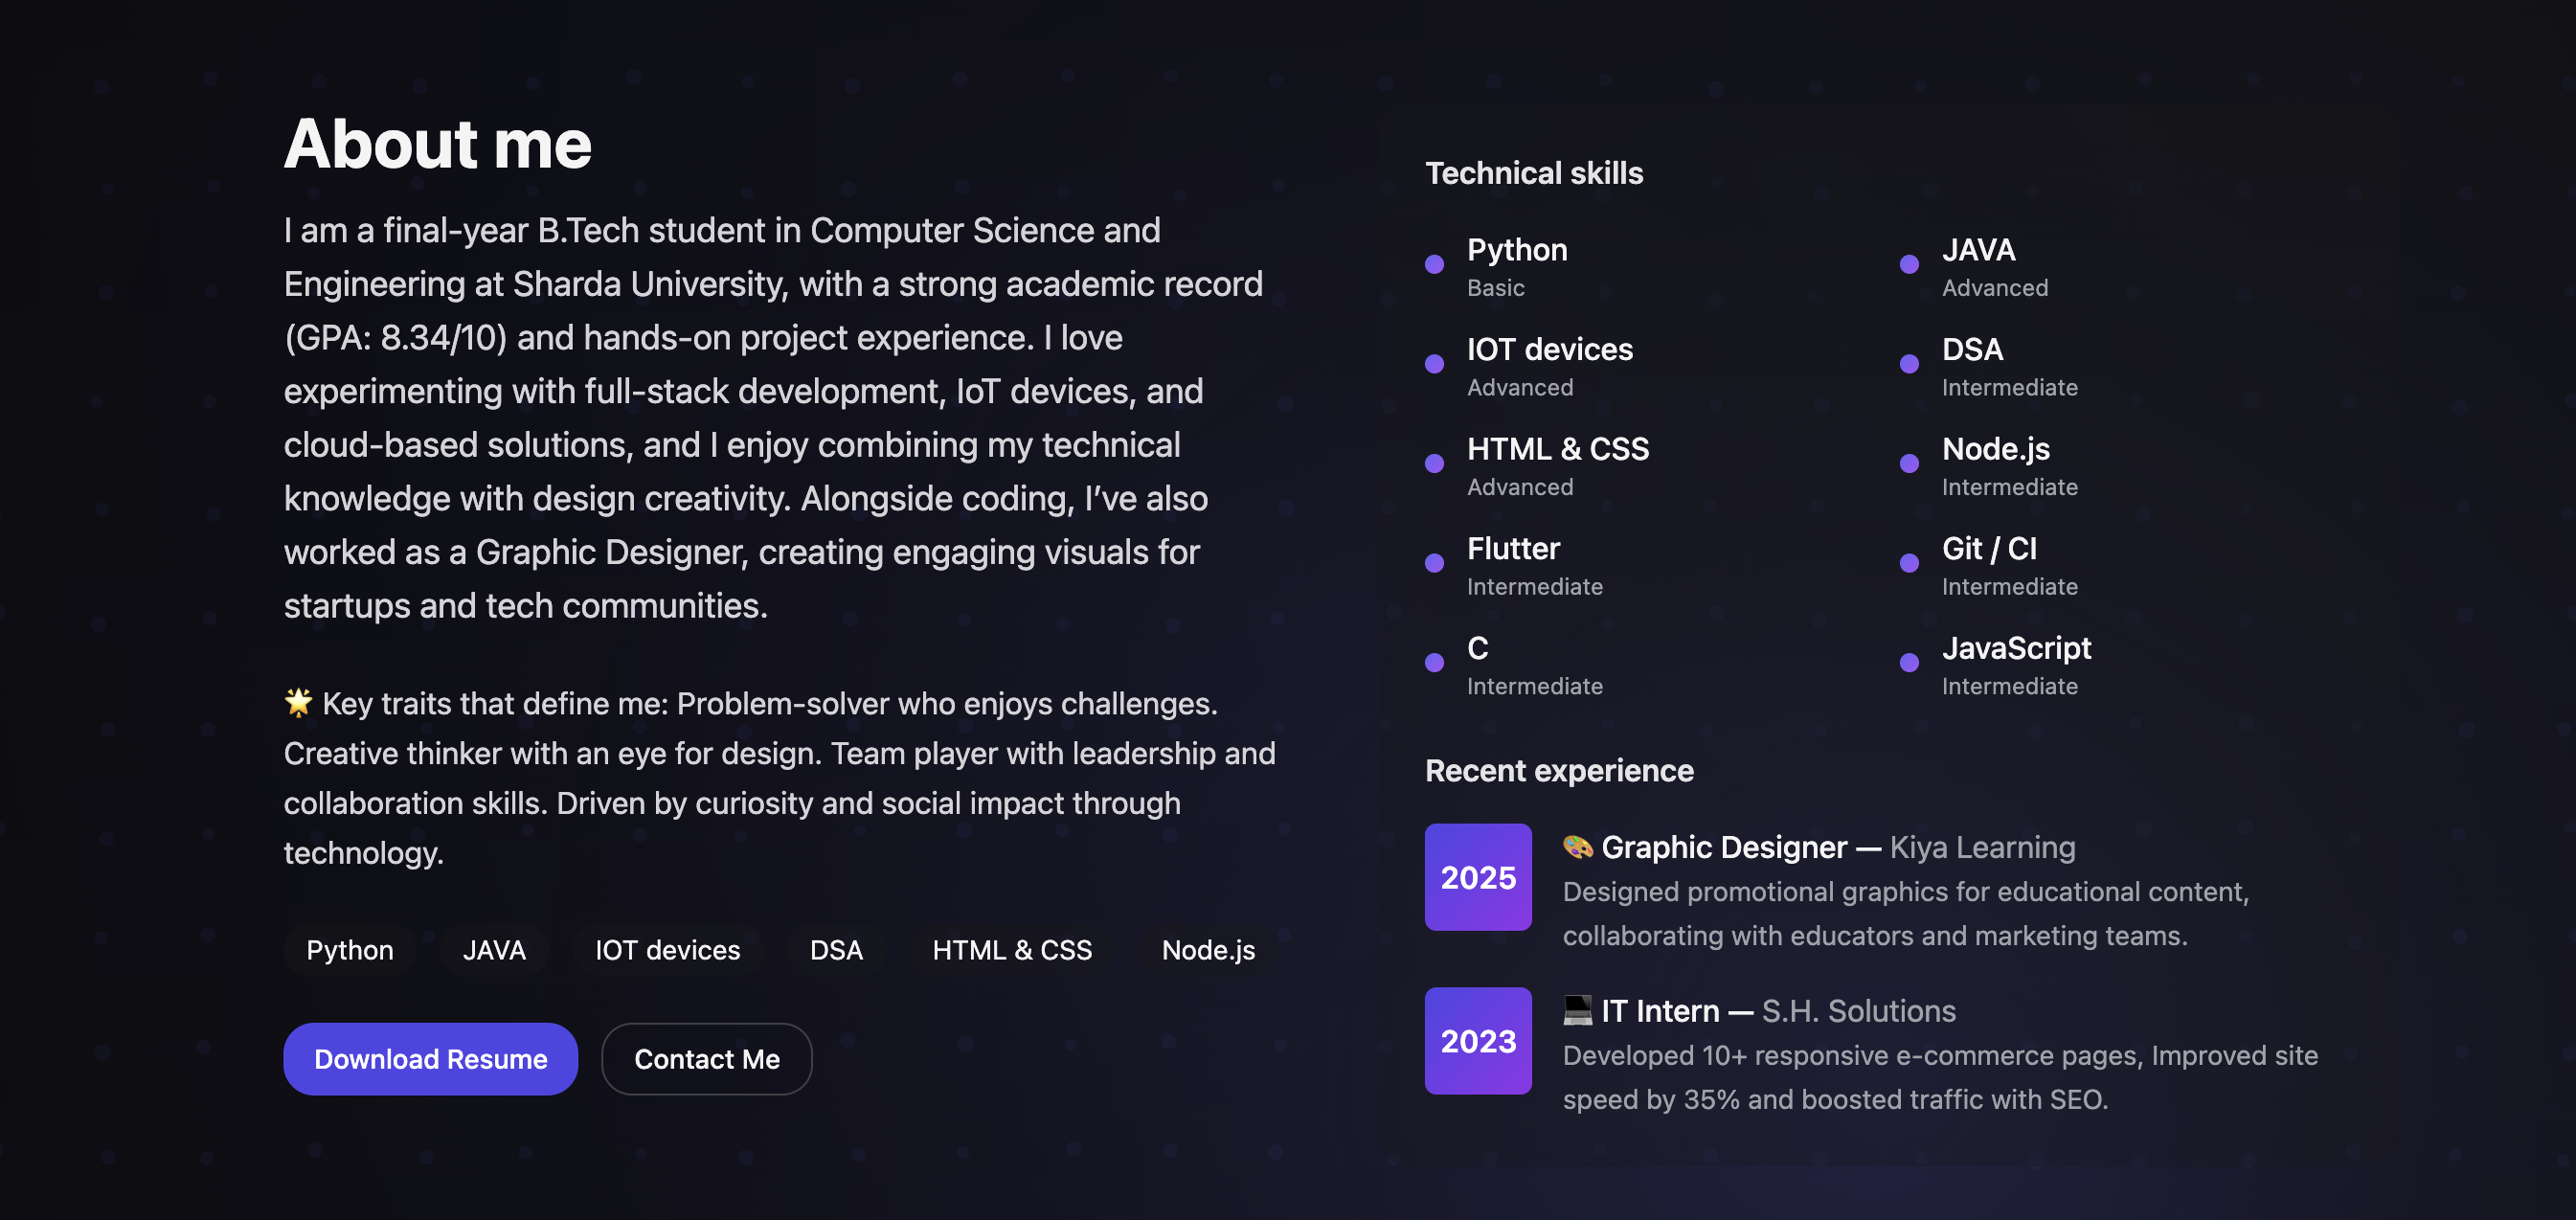 About me
I am a final-year B.Tech student in Computer Science and
Engineering at Sharda University, with a strong academic record
(GPA: 8.34/10) and hands-on project experience. I love
experimenting with full-stack development, IoT devices, and
cloud-based solutions, and I enjoy combining my technical
knowledge with design creativity. Alongside coding, I’ve also
worked as a Graphic Designer, creating engaging visuals for
startups and tech communities.
🌟 Key traits that define me: Problem-solver who enjoys challenges.
Creative thinker with an eye for design. Team player with leadership and
collaboration skills. Driven by curiosity and social impact through
technology.
Python JAVA IOT devices DSA HTML & CSS Node.js
Download Resume Contact Me
Technical skills
Python
Basic
JAVA
Advanced
IOT devices
Advanced
DSA
Intermediate
HTML & CSS
Advanced
Node.js
Intermediate
Flutter
Intermediate
Git / CI
Intermediate
C
Intermediate
JavaScript
Intermediate
Recent experience
2025
🎨 Graphic Designer — Kiya Learning
Designed promotional graphics for educational content,
collaborating with educators and marketing teams.
2023
💻 IT Intern — S.H. Solutions
Developed 10+ responsive e-commerce pages, Improved site
speed by 35% and boosted traffic with SEO.